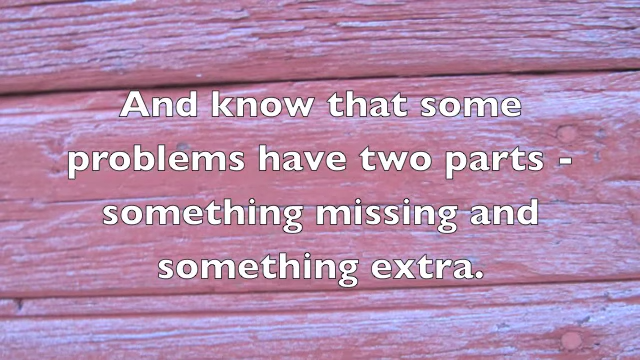 And know that some
problems have two parts -
something missing and
something extra.